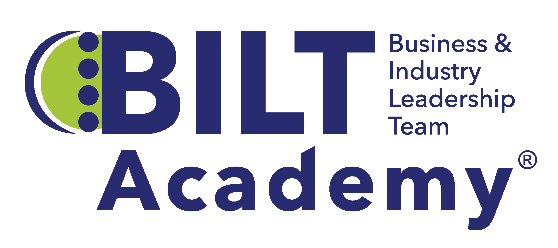 BILT
Business &
Industry
Leadership
Team
Academy®